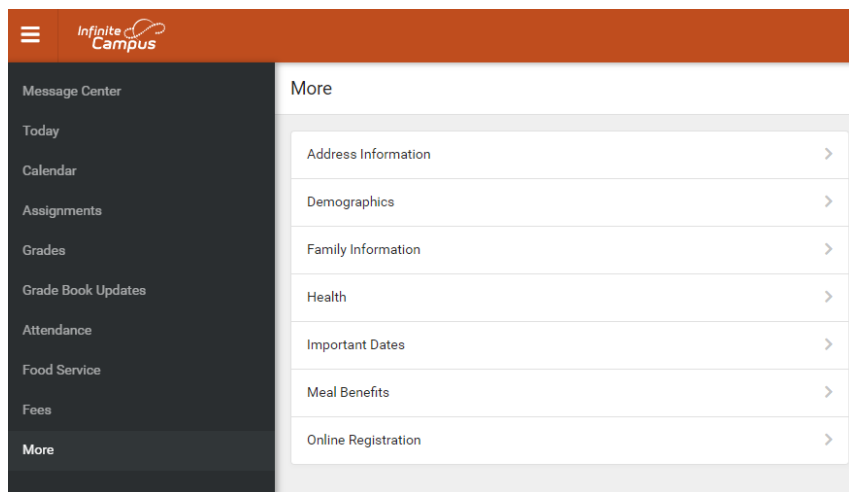 Infinite
Campus
Message Center
Today
Calendar
Assignments
Grades
Grade Book Updates
Attendance
Food Service
Fees
More
More
Address Information
Demographics
Family Information
Health
Important Dates
Meal Benefits
Online Registration